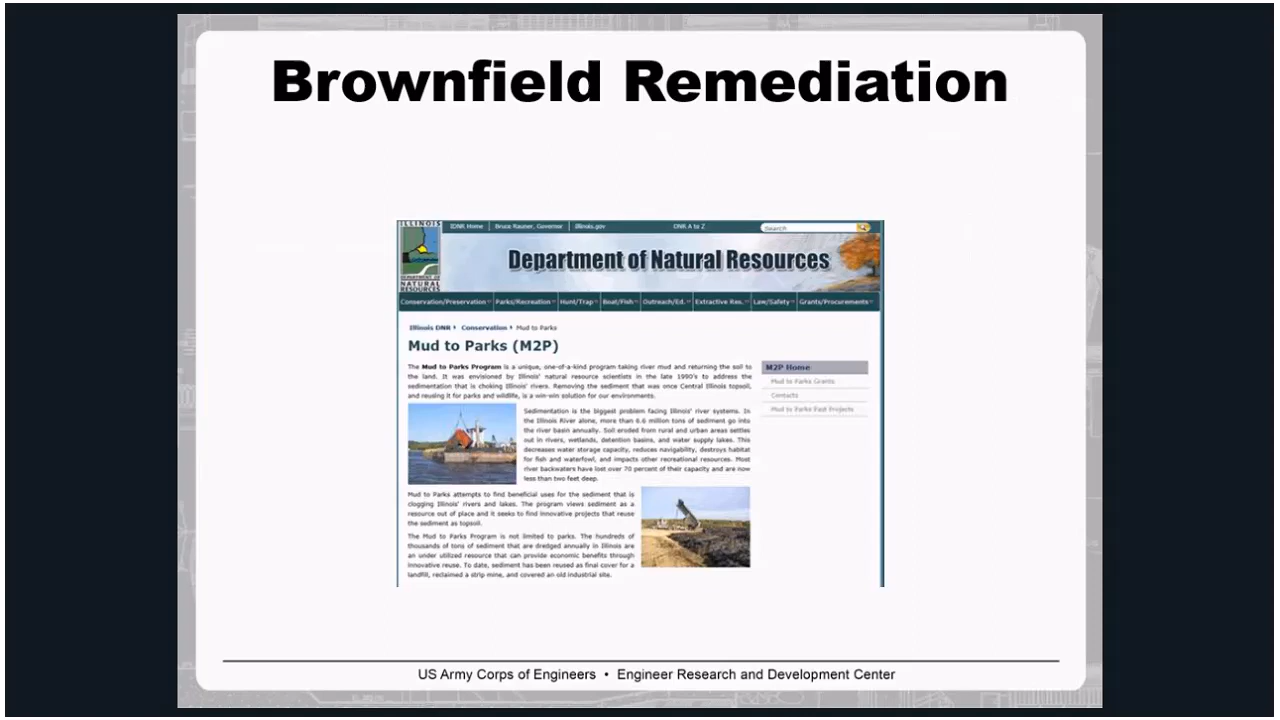 Brownfield Remediation
ILLINOIS
DEPARTMENT OF
NATURAL
RESOURCES
IDNR Home
Bruce Rauner, Governor
Illinois.gov
DNR A to Z
Search
Department of Natural Resources
Conservation/Preservation
Parks/Recreation
Hunt/Trap
Boat/Fish
Outreach/Ed.
Extractive Res.
Law/Safety
Grants/Procurements
Illinois DNR
Conservation
Mud to Parks
Mud to Parks (M2P)
The Mud to Parks Program is a unique, one-of-a-kind program taking river mud and returning the soil to
the land. It was envisioned by Illinois' natural resource scientists in the late 1990's to address the
sedimentation that is choking Illinois' rivers. Removing the sediment that was once Central Illinois topsoil,
and reusing it for parks and wildlife, is a win-win solution for our environments.
Sedimentation is the biggest problem facing Illinois' river systems. In
the Illinois River alone, more than 6.6 million tons of sediment go into
the river basin annually. Soil eroded from rural and urban areas settles
out in rivers, wetlands, detention basins, and water supply lakes. This
decreases water storage capacity, reduces navigability, destroys habitat
for fish and waterfowl, and impacts other recreational resources. Most
river backwaters have lost over 70 percent of their capacity and are now
less than two feet deep.
Mud to Parks attempts to find beneficial uses for the sediment that is
clogging Illinois' rivers and lakes. The program views sediment as a
resource out of place and it seeks to find innovative projects that reuse
the sediment as topsoil.
The Mud to Parks Program is not limited to parks. The hundreds of
thousands of tons of sediment that are dredged annually in Illinois are
an under utilized resource that can provide economic benefits through
innovative reuse. To date, sediment has been reused as final cover for a
landfill, reclaimed a strip mine, and covered an old industrial site.
M2P Home
Mud to Parks Grants
Contacts
Mud to Parks Past Projects
US Army Corps of Engineers • Engineer Research and Development Center